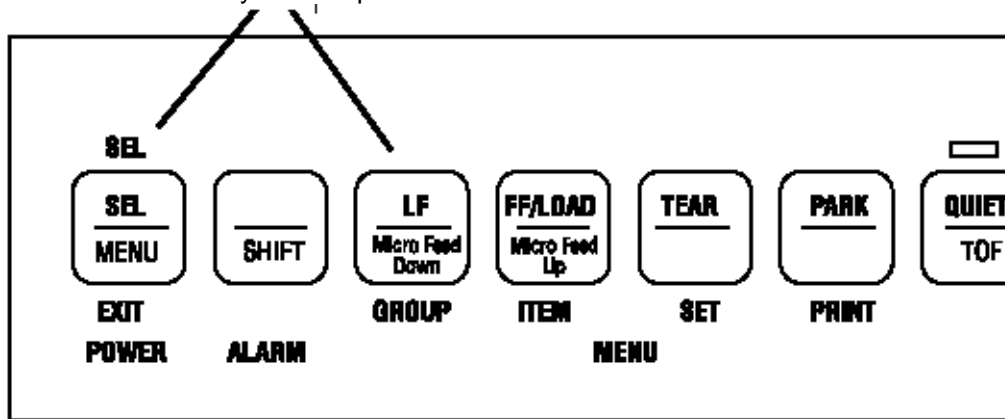 SEL
SEL
MENU
SHIFT
LF
Micro Feed
Down
FF/LOAD
Micro Feed
Up
TEAR
PARK
QUIET
TOF
EXIT
GROUP
ITEM
SET
PRINT
POWER
ALARM
MENU